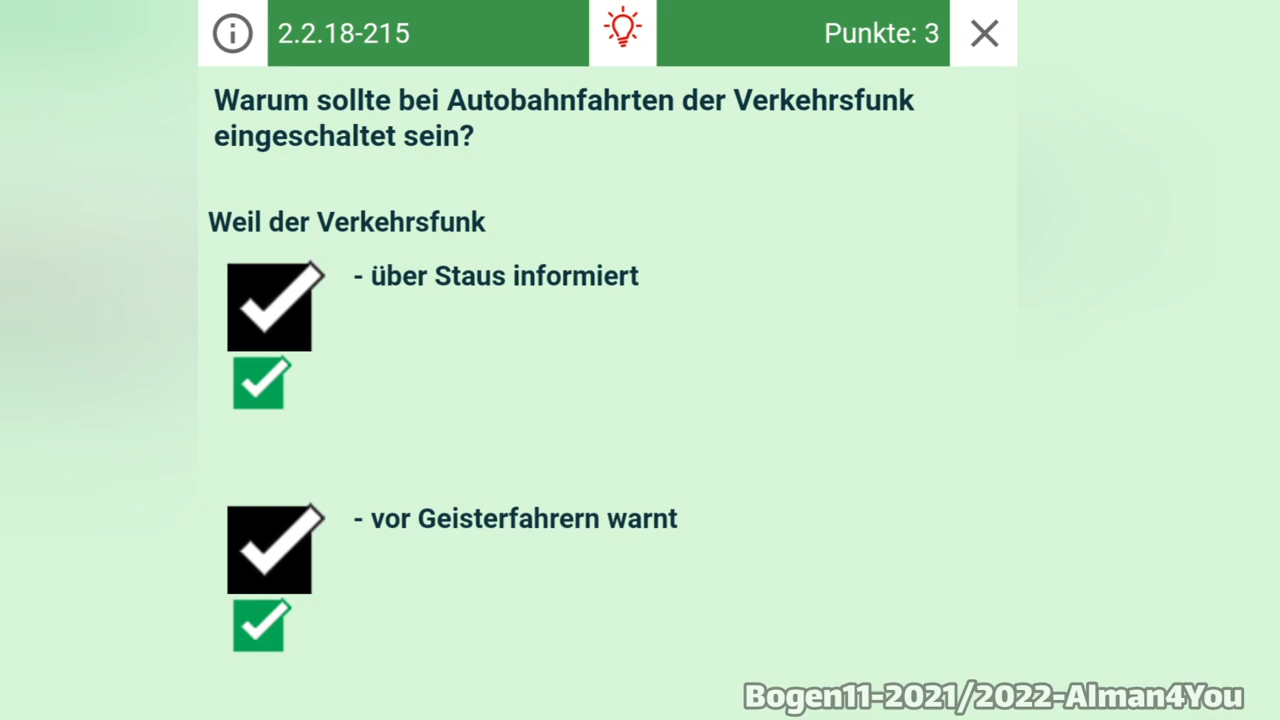 2.2.18-215
Punkte: 3
Warum sollte bei Autobahnfahrten der Verkehrsfunk
eingeschaltet sein?
Weil der Verkehrsfunk
- über Staus informiert
- vor Geisterfahrern warnt
Bogen11-2021/2022-Alman4You